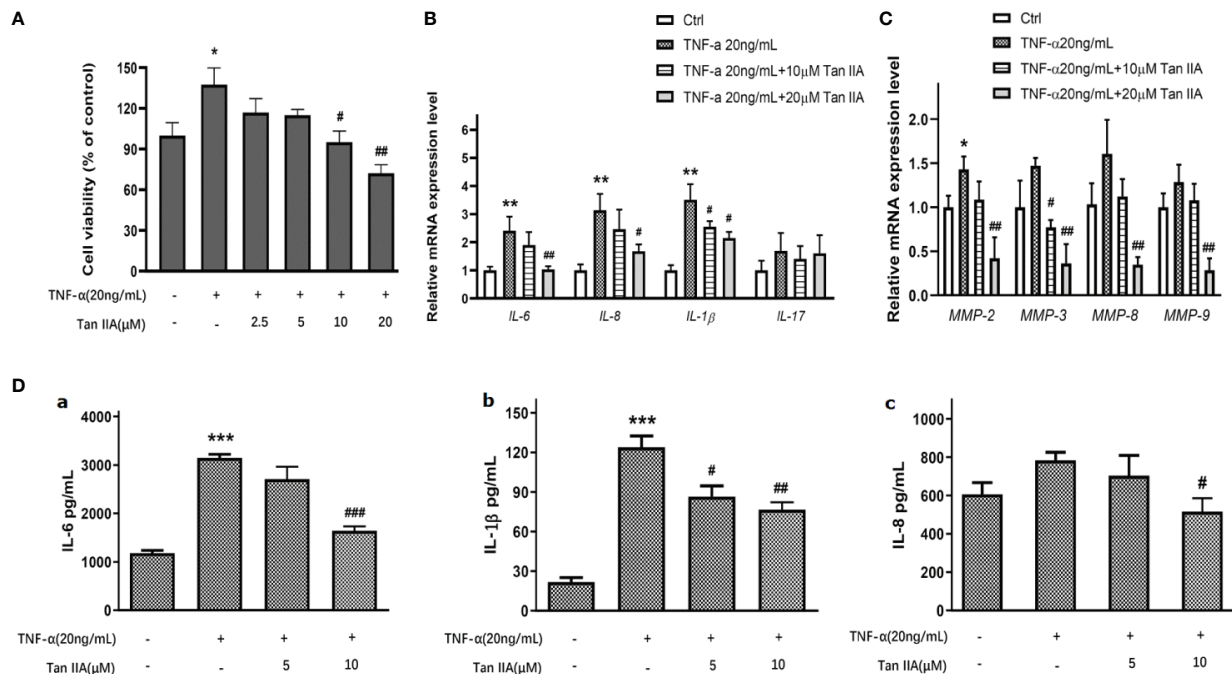 A
Cell viability (% of control)
150
120
90
60
30
0
*
#
##
TNF-α(20ng/mL) - + + + + +
Tan IIA(μM) - - 2.5 5 10 20
B
Ctrl
TNF-a 20ng/mL
TNF-a 20ng/mL+10μM Tan IIA
TNF-a 20ng/mL+20μM Tan IIA
Relative mRNA expression level
6
5
4
3
2
1
0
** ## ** # ** # #
IL-6 IL-8 IL-1β IL-17
C
Ctrl
TNF-α20ng/mL
TNF-α20ng/mL+10μM Tan IIA
TNF-α20ng/mL+20μM Tan IIA
Relative mRNA expression level
2.0
1.5
1.0
0.5
0.0
* ## # ## ## ##
MMP-2 MMP-3 MMP-8 MMP-9
D
a
IL-6 pg/mL
4000
3000
2000
1000
0
***
###
TNF-α(20ng/mL) - + + +
Tan IIA(μM) - - 5 10
b
IL-1β pg/mL
150
120
90
60
30
0
***
#
##
TNF-α(20ng/mL) - + + +
Tan IIA(μM) - - 5 10
c
IL-8 pg/mL
1000
800
600
400
200
0
#
TNF-α(20ng/mL) - + + +
Tan IIA(μM) - - 5 10